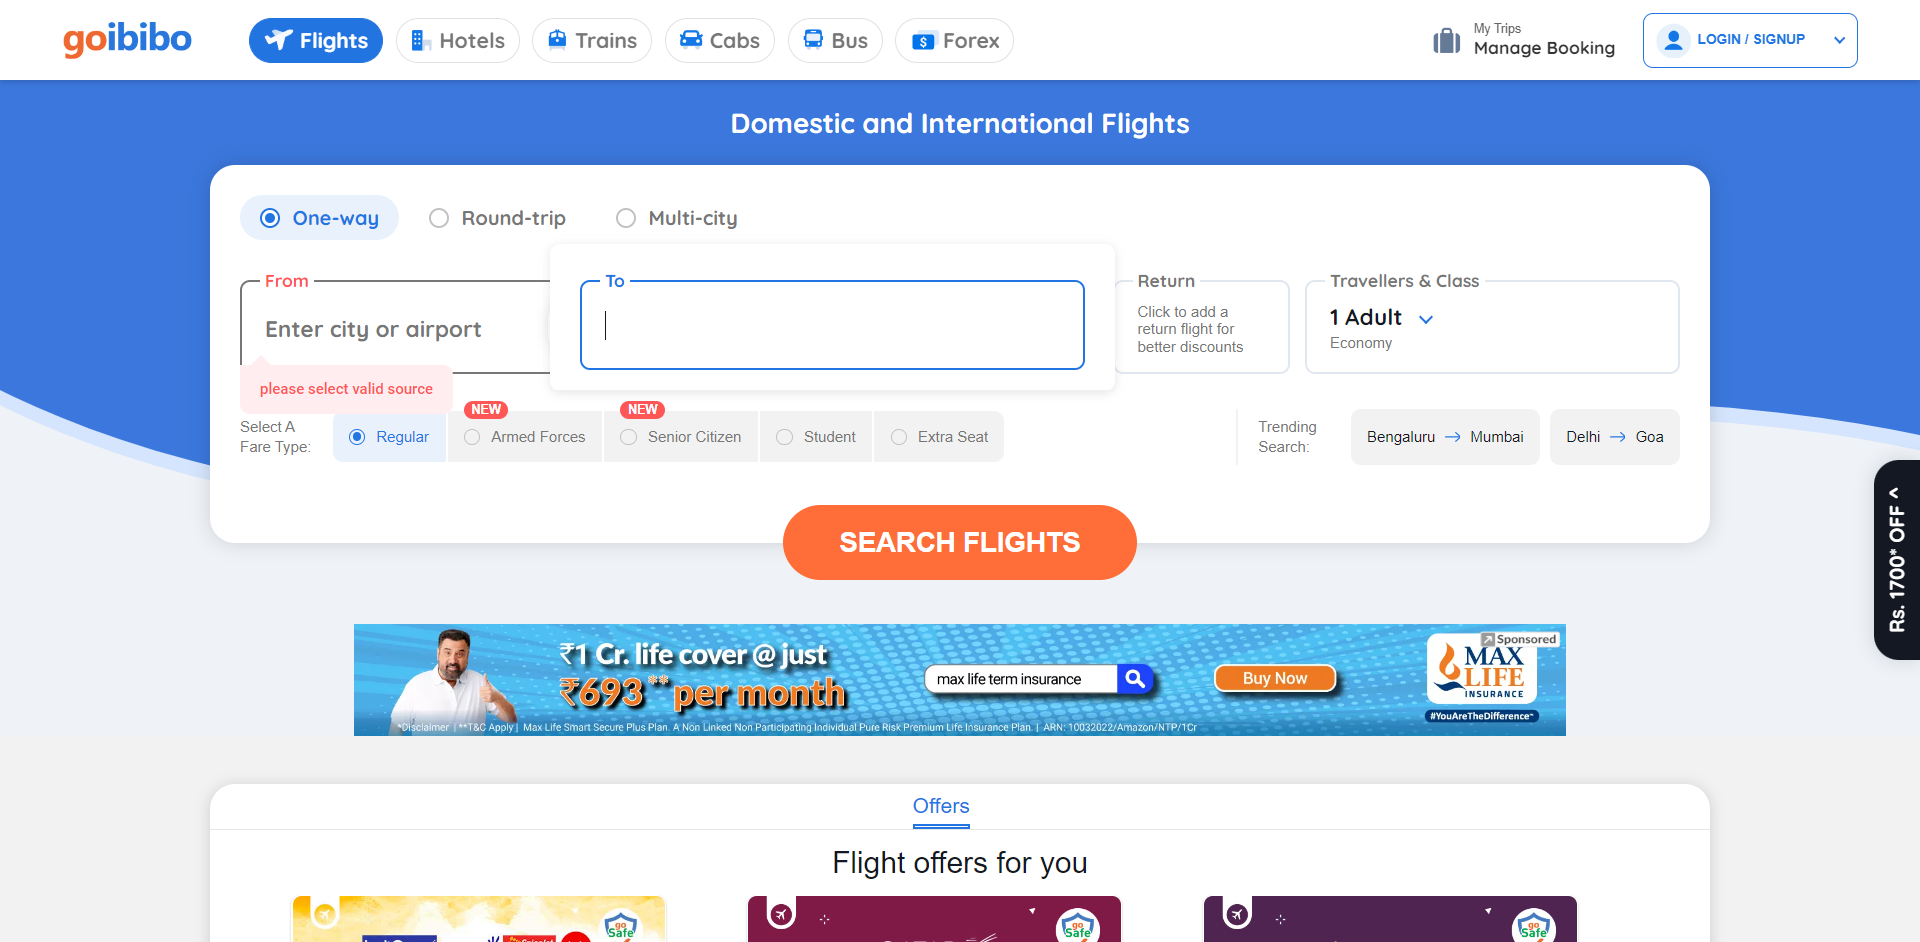 goibibo
Flights
Hotels
Trains
Cabs
Bus
Forex
My Trips
Manage Booking
LOGIN / SIGNUP
Domestic and International Flights
One-way
Round-trip
Multi-city
From
Enter city or airport
please select valid source
To
Return
Click to add a
return flight for
better discounts
Travellers & Class
1 Adult
Economy
Select A
Fare Type:
Regular
NEW
Armed Forces
NEW
Senior Citizen
Student
Extra Seat
Trending
Search:
Bengaluru → Mumbai
Delhi → Goa
SEARCH FLIGHTS
Rs. 1700* OFF <
₹1 Cr. life cover @ just
₹693** per month
*Disclaimer | **T&C Apply | Max Life Smart Secure Plus Plan. A Non Linked Non Participating Individual Pure Risk Premium Life Insurance Plan. | ARN: 10032022/Amazon/NTP/1Cr
max life term insurance
Buy Now
Sponsored
MAX
LIFE
INSURANCE
#YouAreTheDifference™
Offers
Flight offers for you
go
Safe
go
Safe
go
Safe